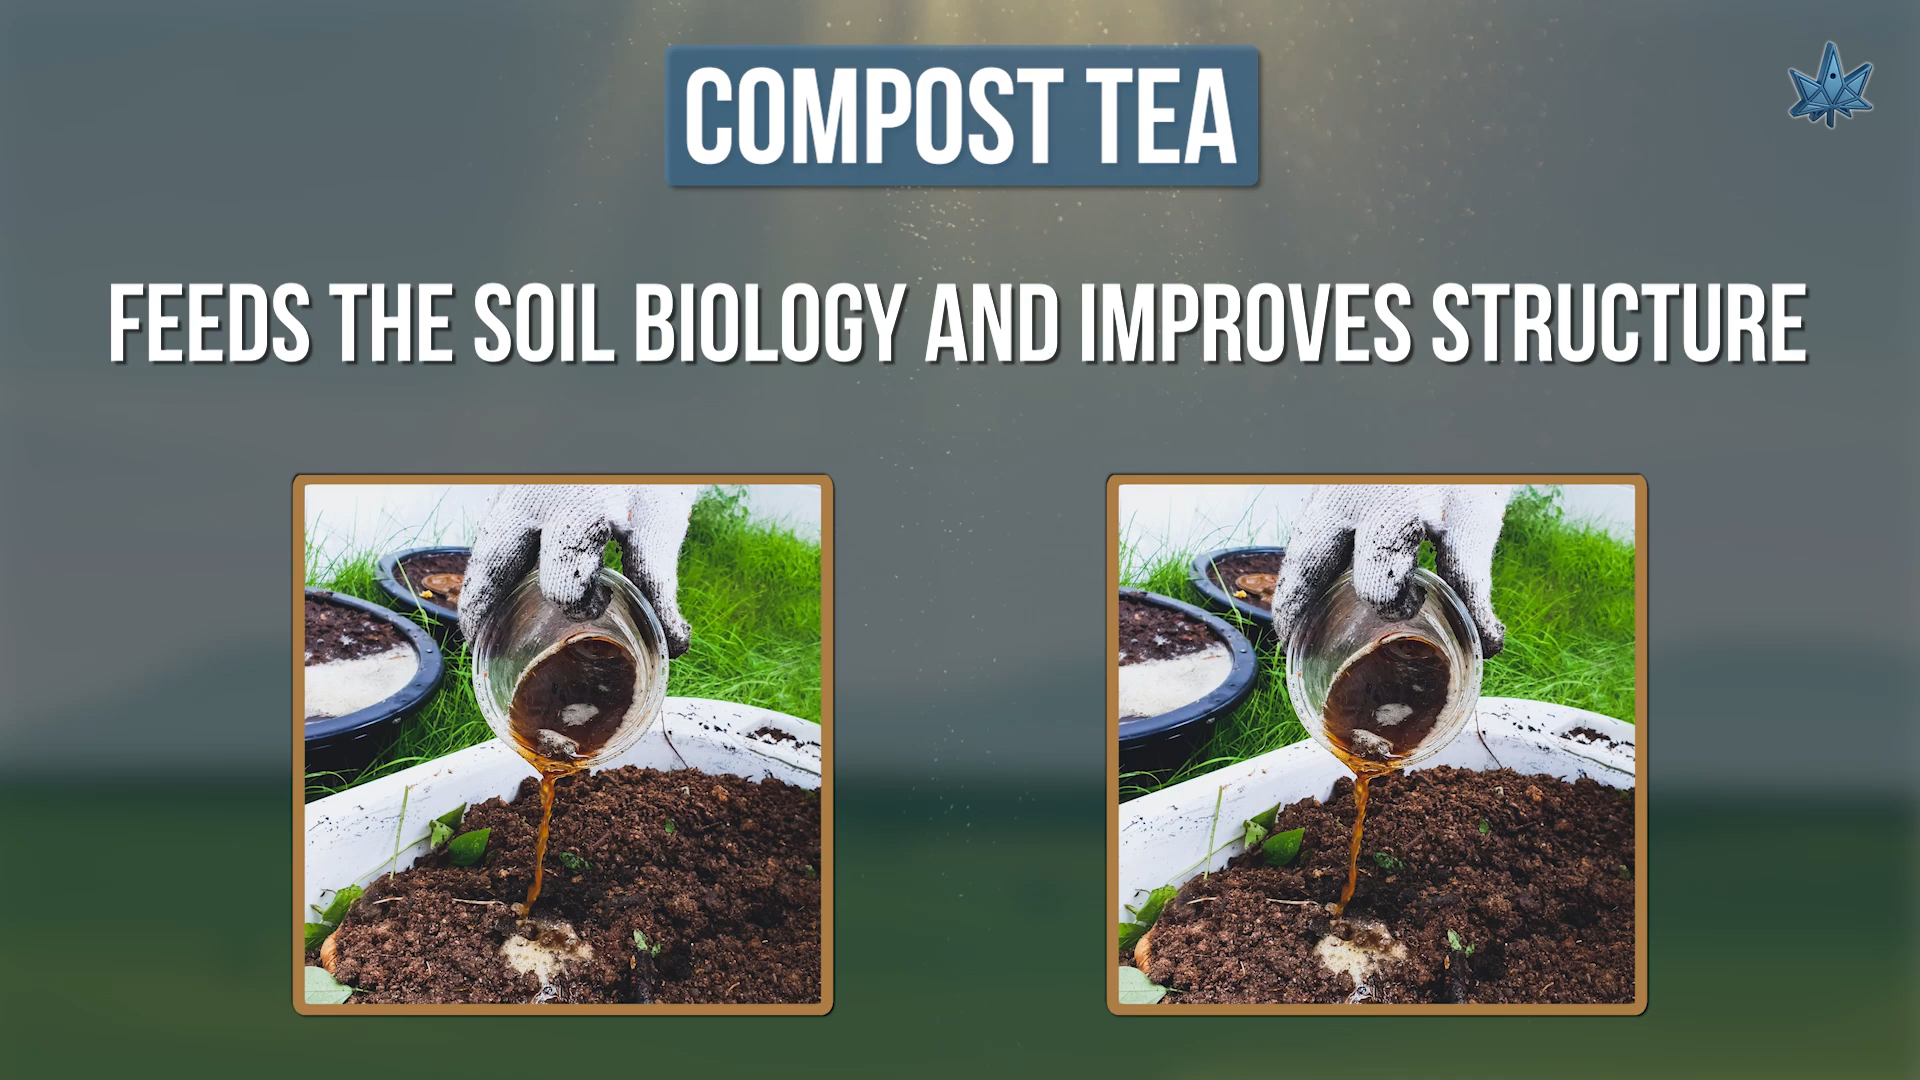 COMPOST TEA
FEEDS THE SOIL BIOLOGY AND IMPROVES STRUCTURE